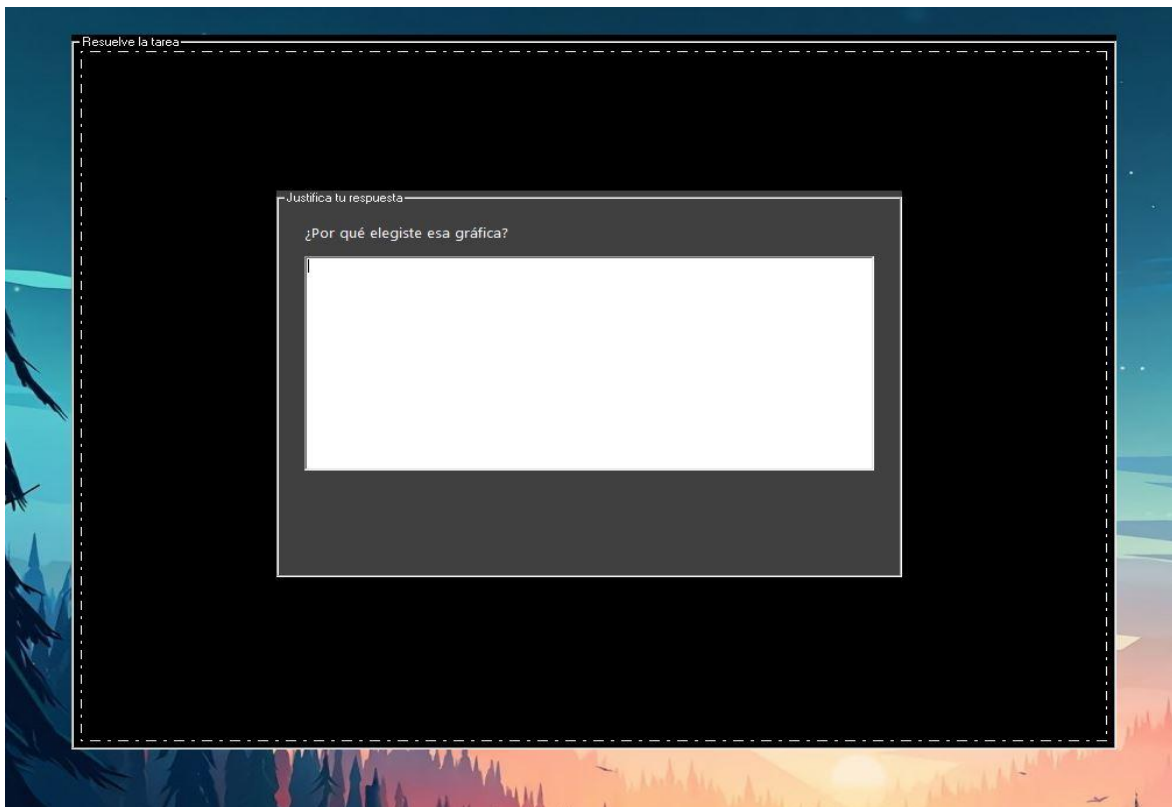 Resuelve la tarea
Justifica tu respuesta
¿Por qué elegiste esa gráfica?